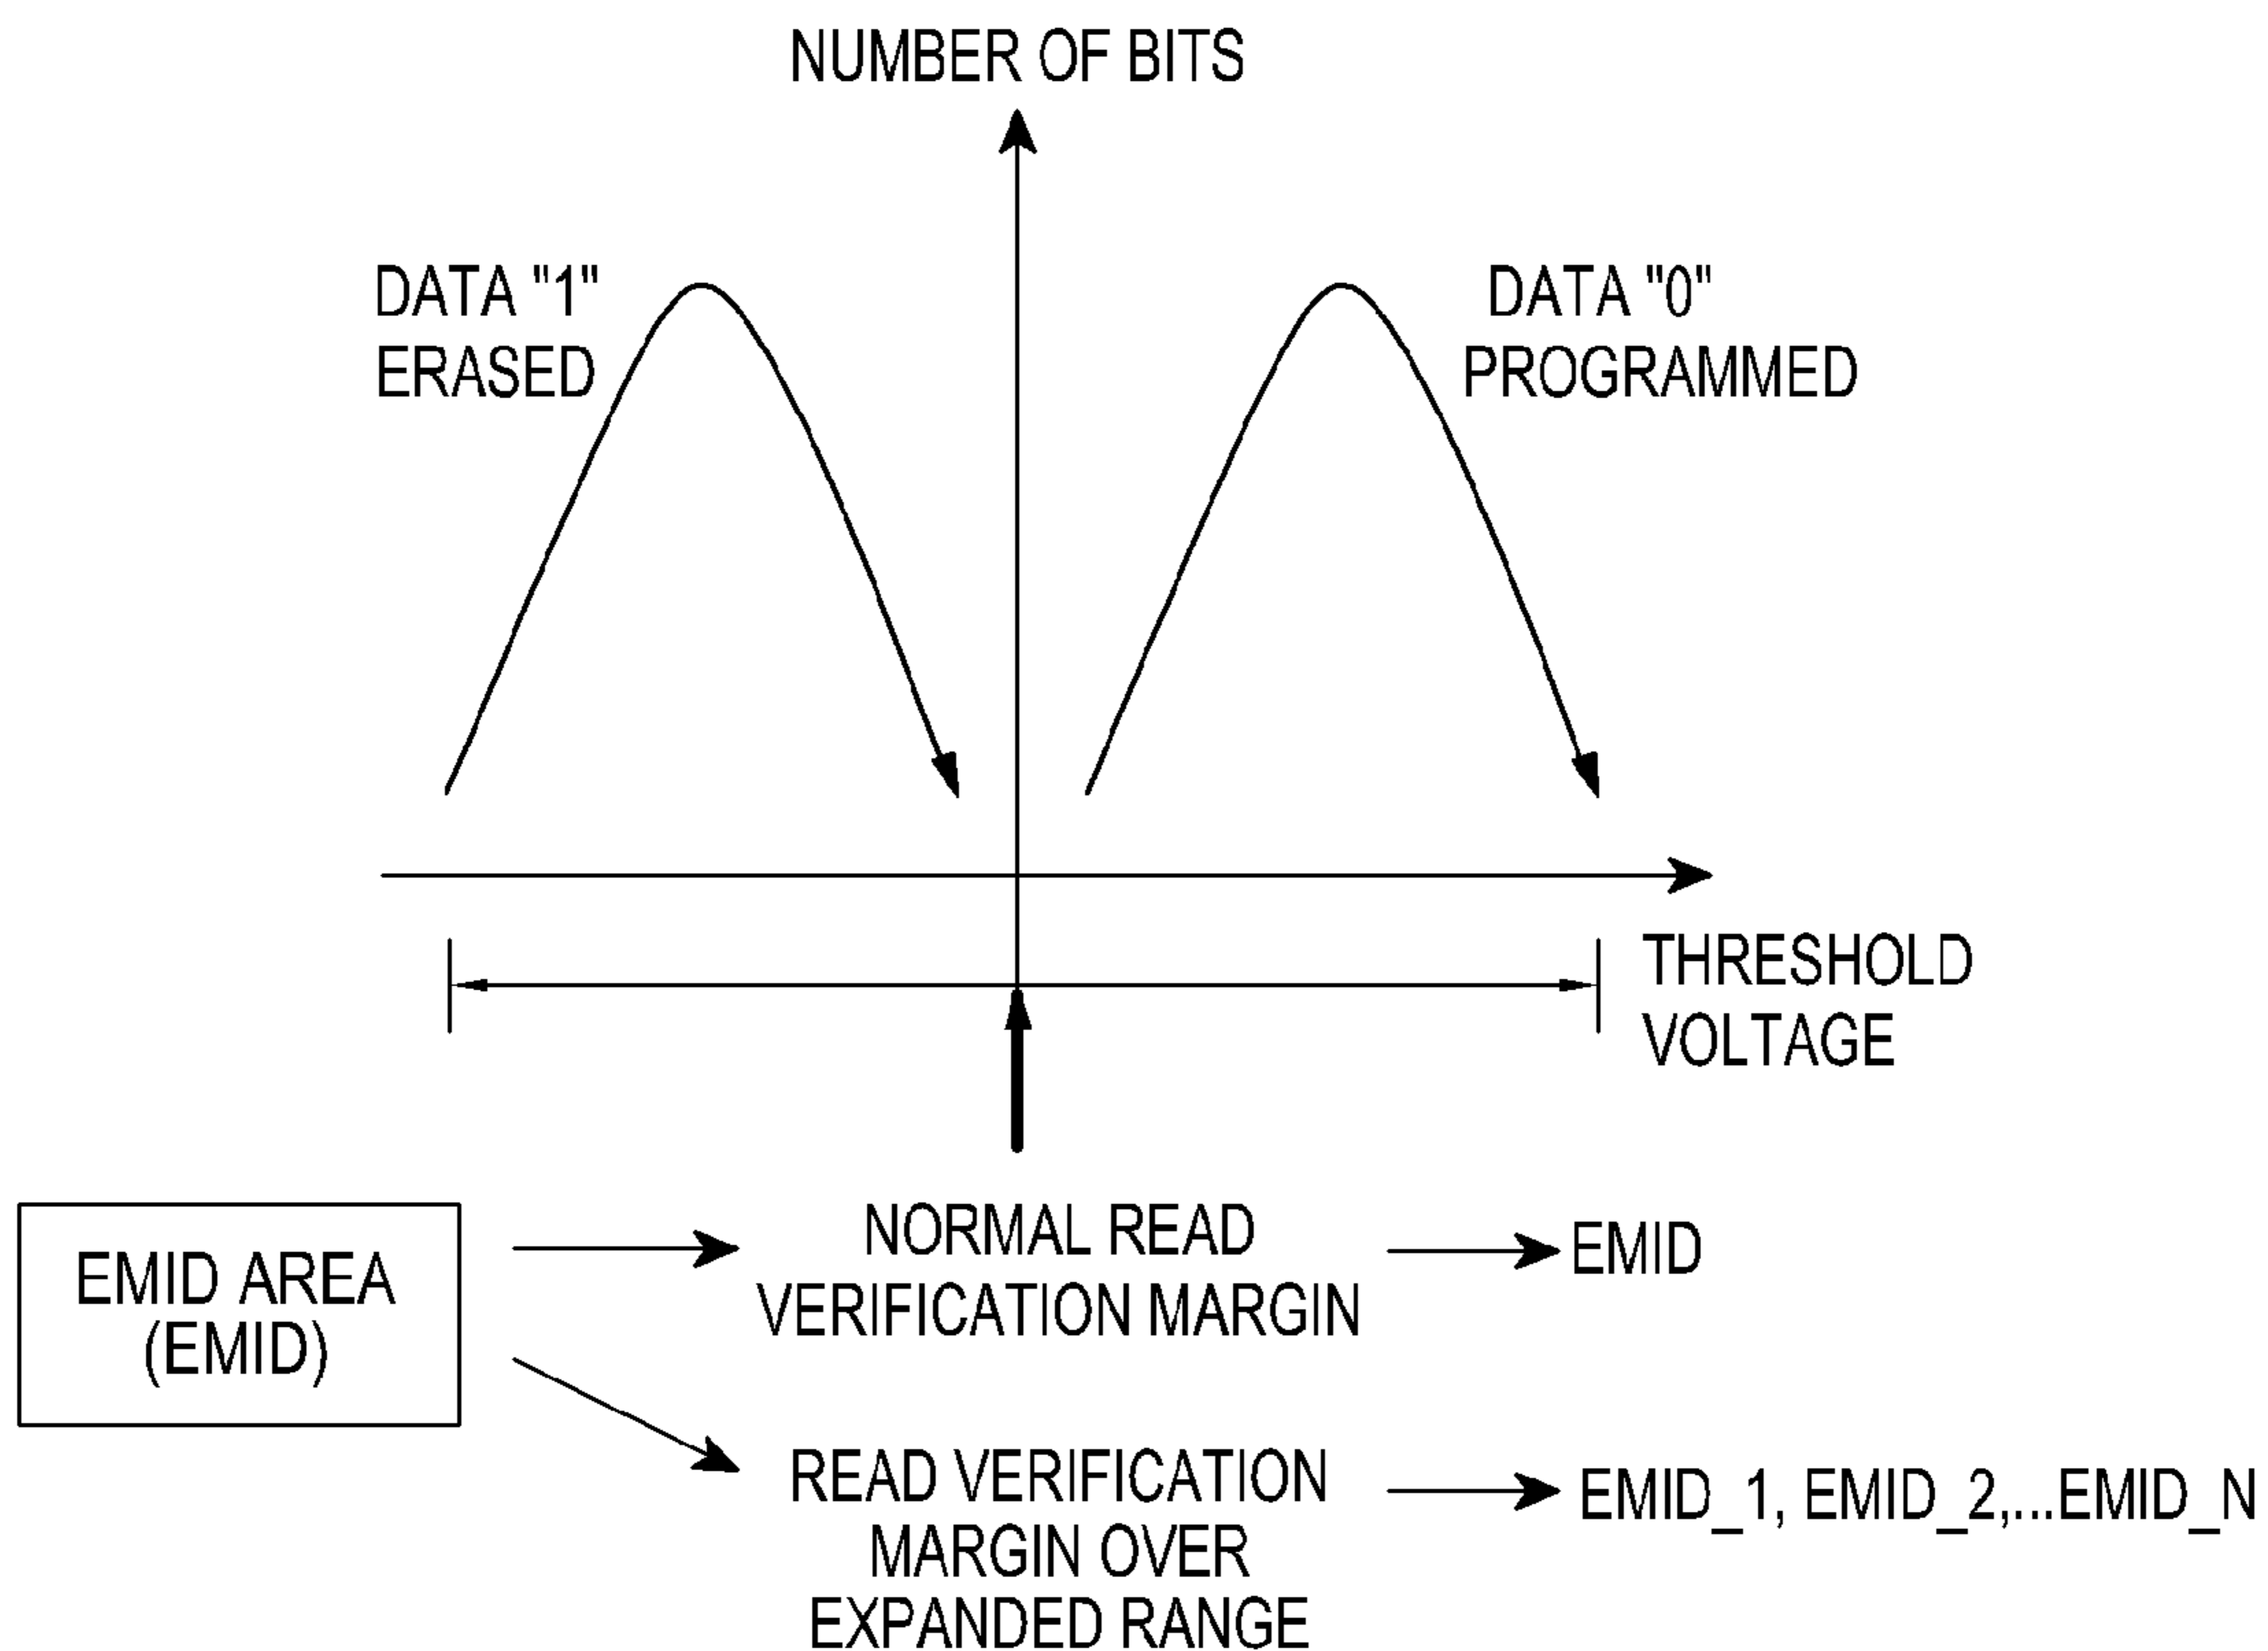 NUMBER OF BITS
DATA "1"
ERASED
DATA "0"
PROGRAMMED
THRESHOLD
VOLTAGE
EMID AREA
(EMID)
NORMAL READ
VERIFICATION MARGIN
EMID
READ VERIFICATION
MARGIN OVER
EXPANDED RANGE
EMID_1, EMID_2,...EMID_N